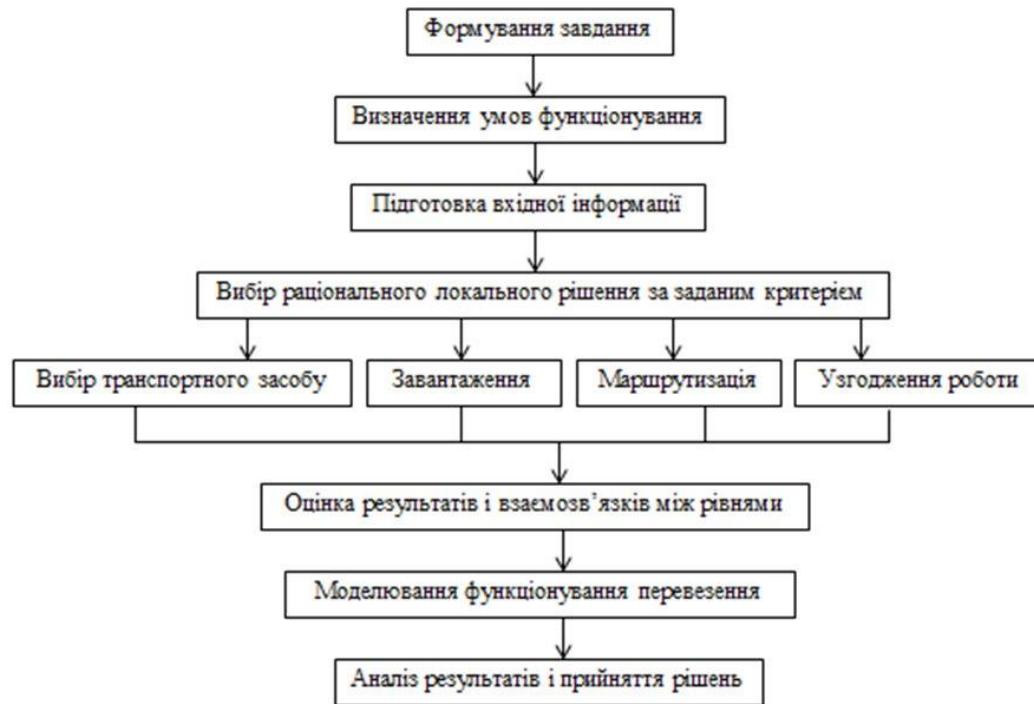 Формування завдання
Визначення умов функціонування
Підготовка вхідної інформації
Вибір раціонального локального рішення за заданим критерієм
Вибір транспортного засобу
Завантаження
Маршрутизація
Узгодження роботи
Оцінка результатів і взаємозв’язків між рівнями
Моделювання функціонування перевезення
Аналіз результатів і прийняття рішень